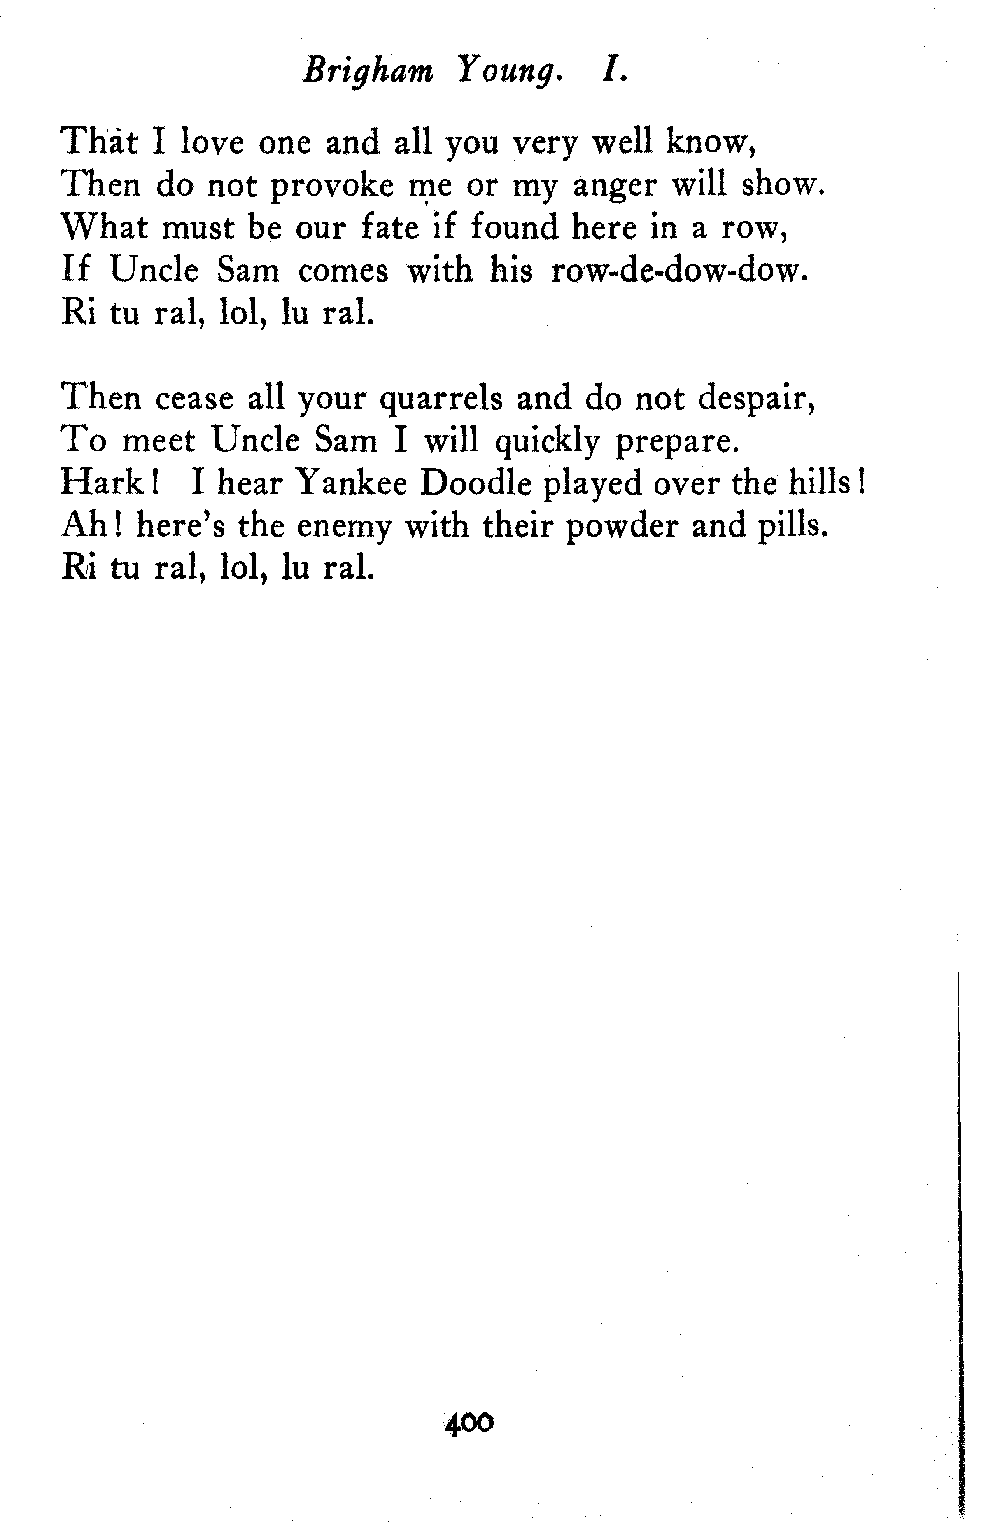 Brigham Young. I.
That I love one and all you very well know,
Then do not provoke me or my anger will show.
What must be our fate if found here in a row,
If Uncle Sam comes with his row-de-dow-dow.
Ri tu ral, lol, lu ral.
Then cease all your quarrels and do not despair,
To meet Uncle Sam I will quickly prepare.
Hark! I hear Yankee Doodle played over the hills!
Ah! here's the enemy with their powder and pills.
Ri tu ral, lol, lu ral.
400